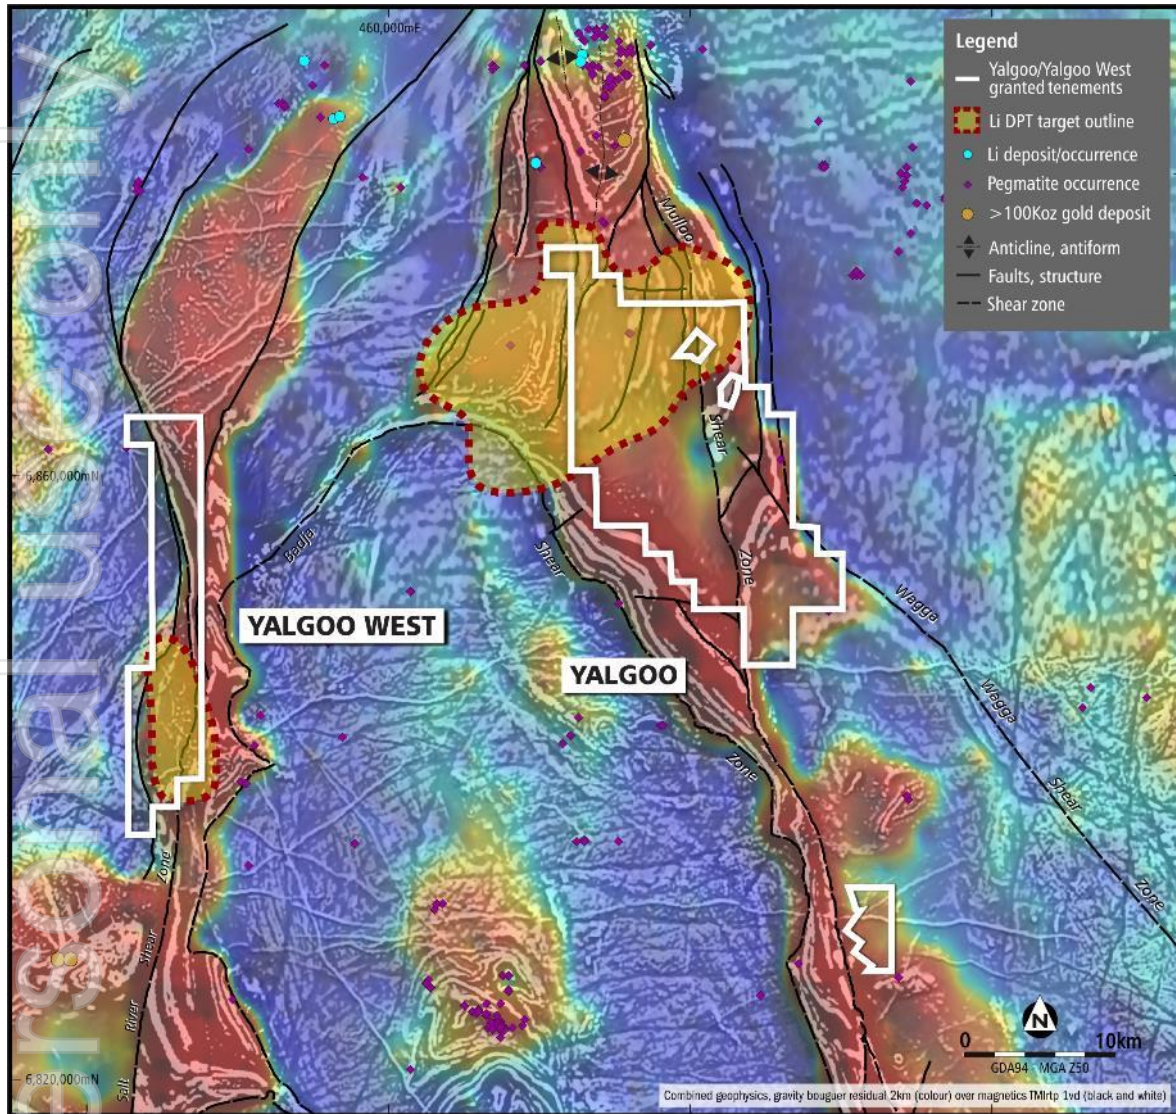 460,000mE
Legend
Yalgoo/Yalgoo West
granted tenements
Li DPT target outline
Li deposit/occurrence
Pegmatite occurrence
>100Koz gold deposit
Anticline, antiform
Faults, structure
Shear zone
Mulloo
Shear
Zone
6,860,000mN
Badja
Shear
Zone
YALGOO WEST
YALGOO
Wagga
Wagga
Shear
Zone
Zone
Shear
River
Salt
ersonal use only
N
0 10km
GDA94 - MGA Z50
6,820,000mN
Combined geophysics, gravity bouguer residual 2km (colour) over magnetics TMIrtp 1vd (black and white)